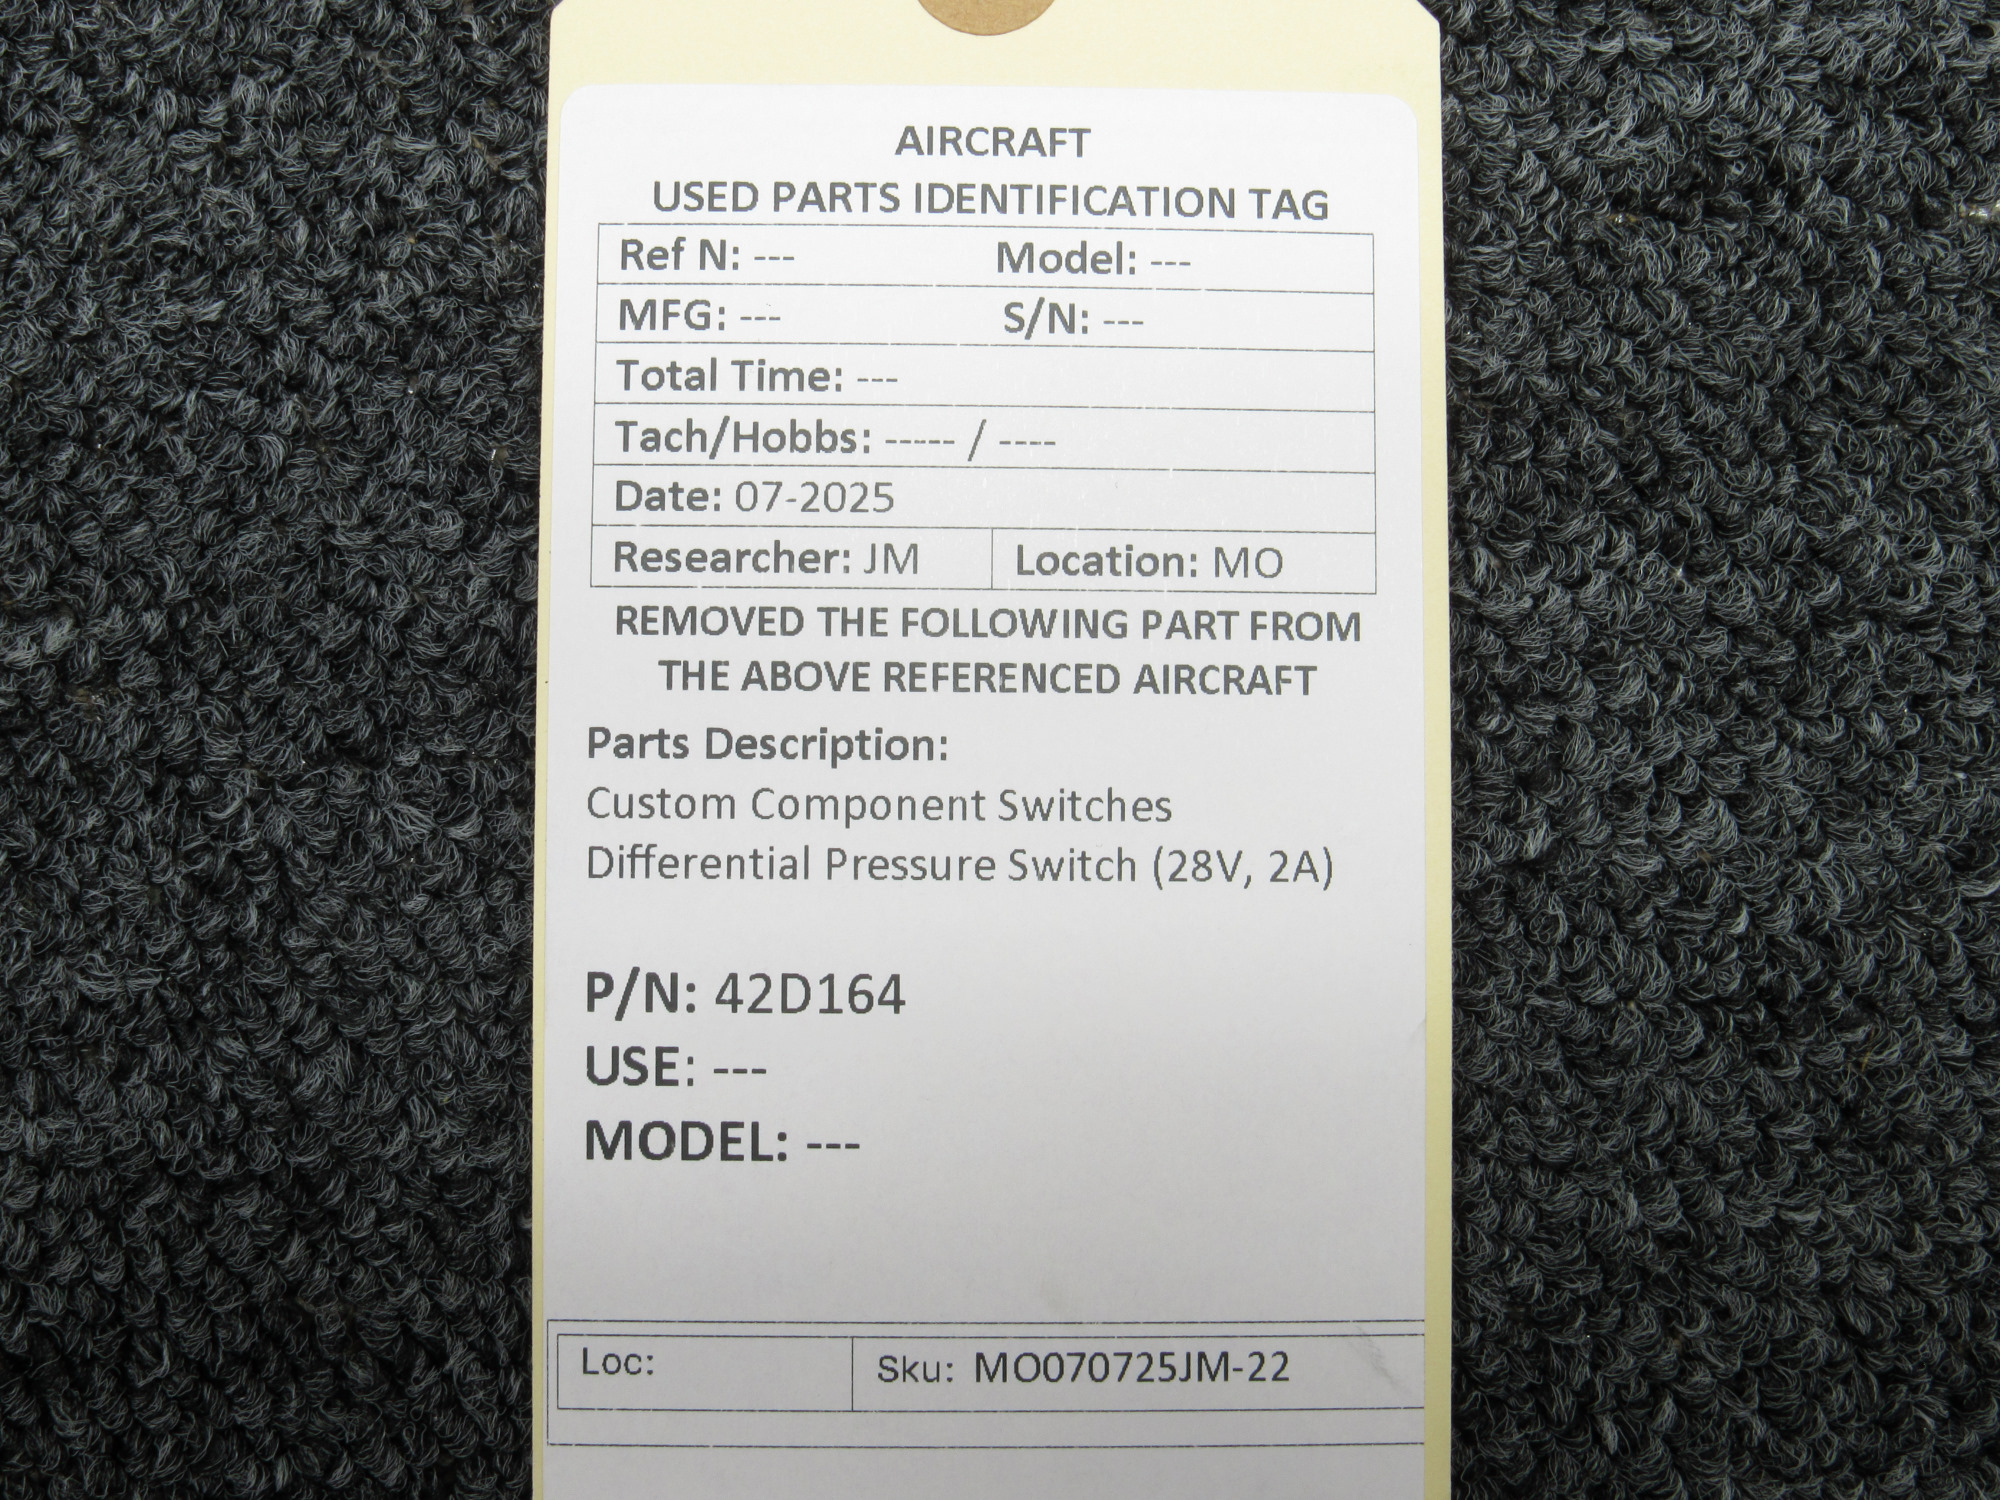 AIRCRAFT
USED PARTS IDENTIFICATION TAG
Ref N: --- Model: ---
MFG: --- S/N: ---
Total Time: ---
Tach/Hobbs: ----- / ----
Date: 07-2025
Researcher: JM Location: MO
REMOVED THE FOLLOWING PART FROM
THE ABOVE REFERENCED AIRCRAFT
Parts Description:
Custom Component Switches
Differential Pressure Switch (28V, 2A)
P/N: 42D164
USE: ---
MODEL: ---
Loc: Sku: MO070725JM-22